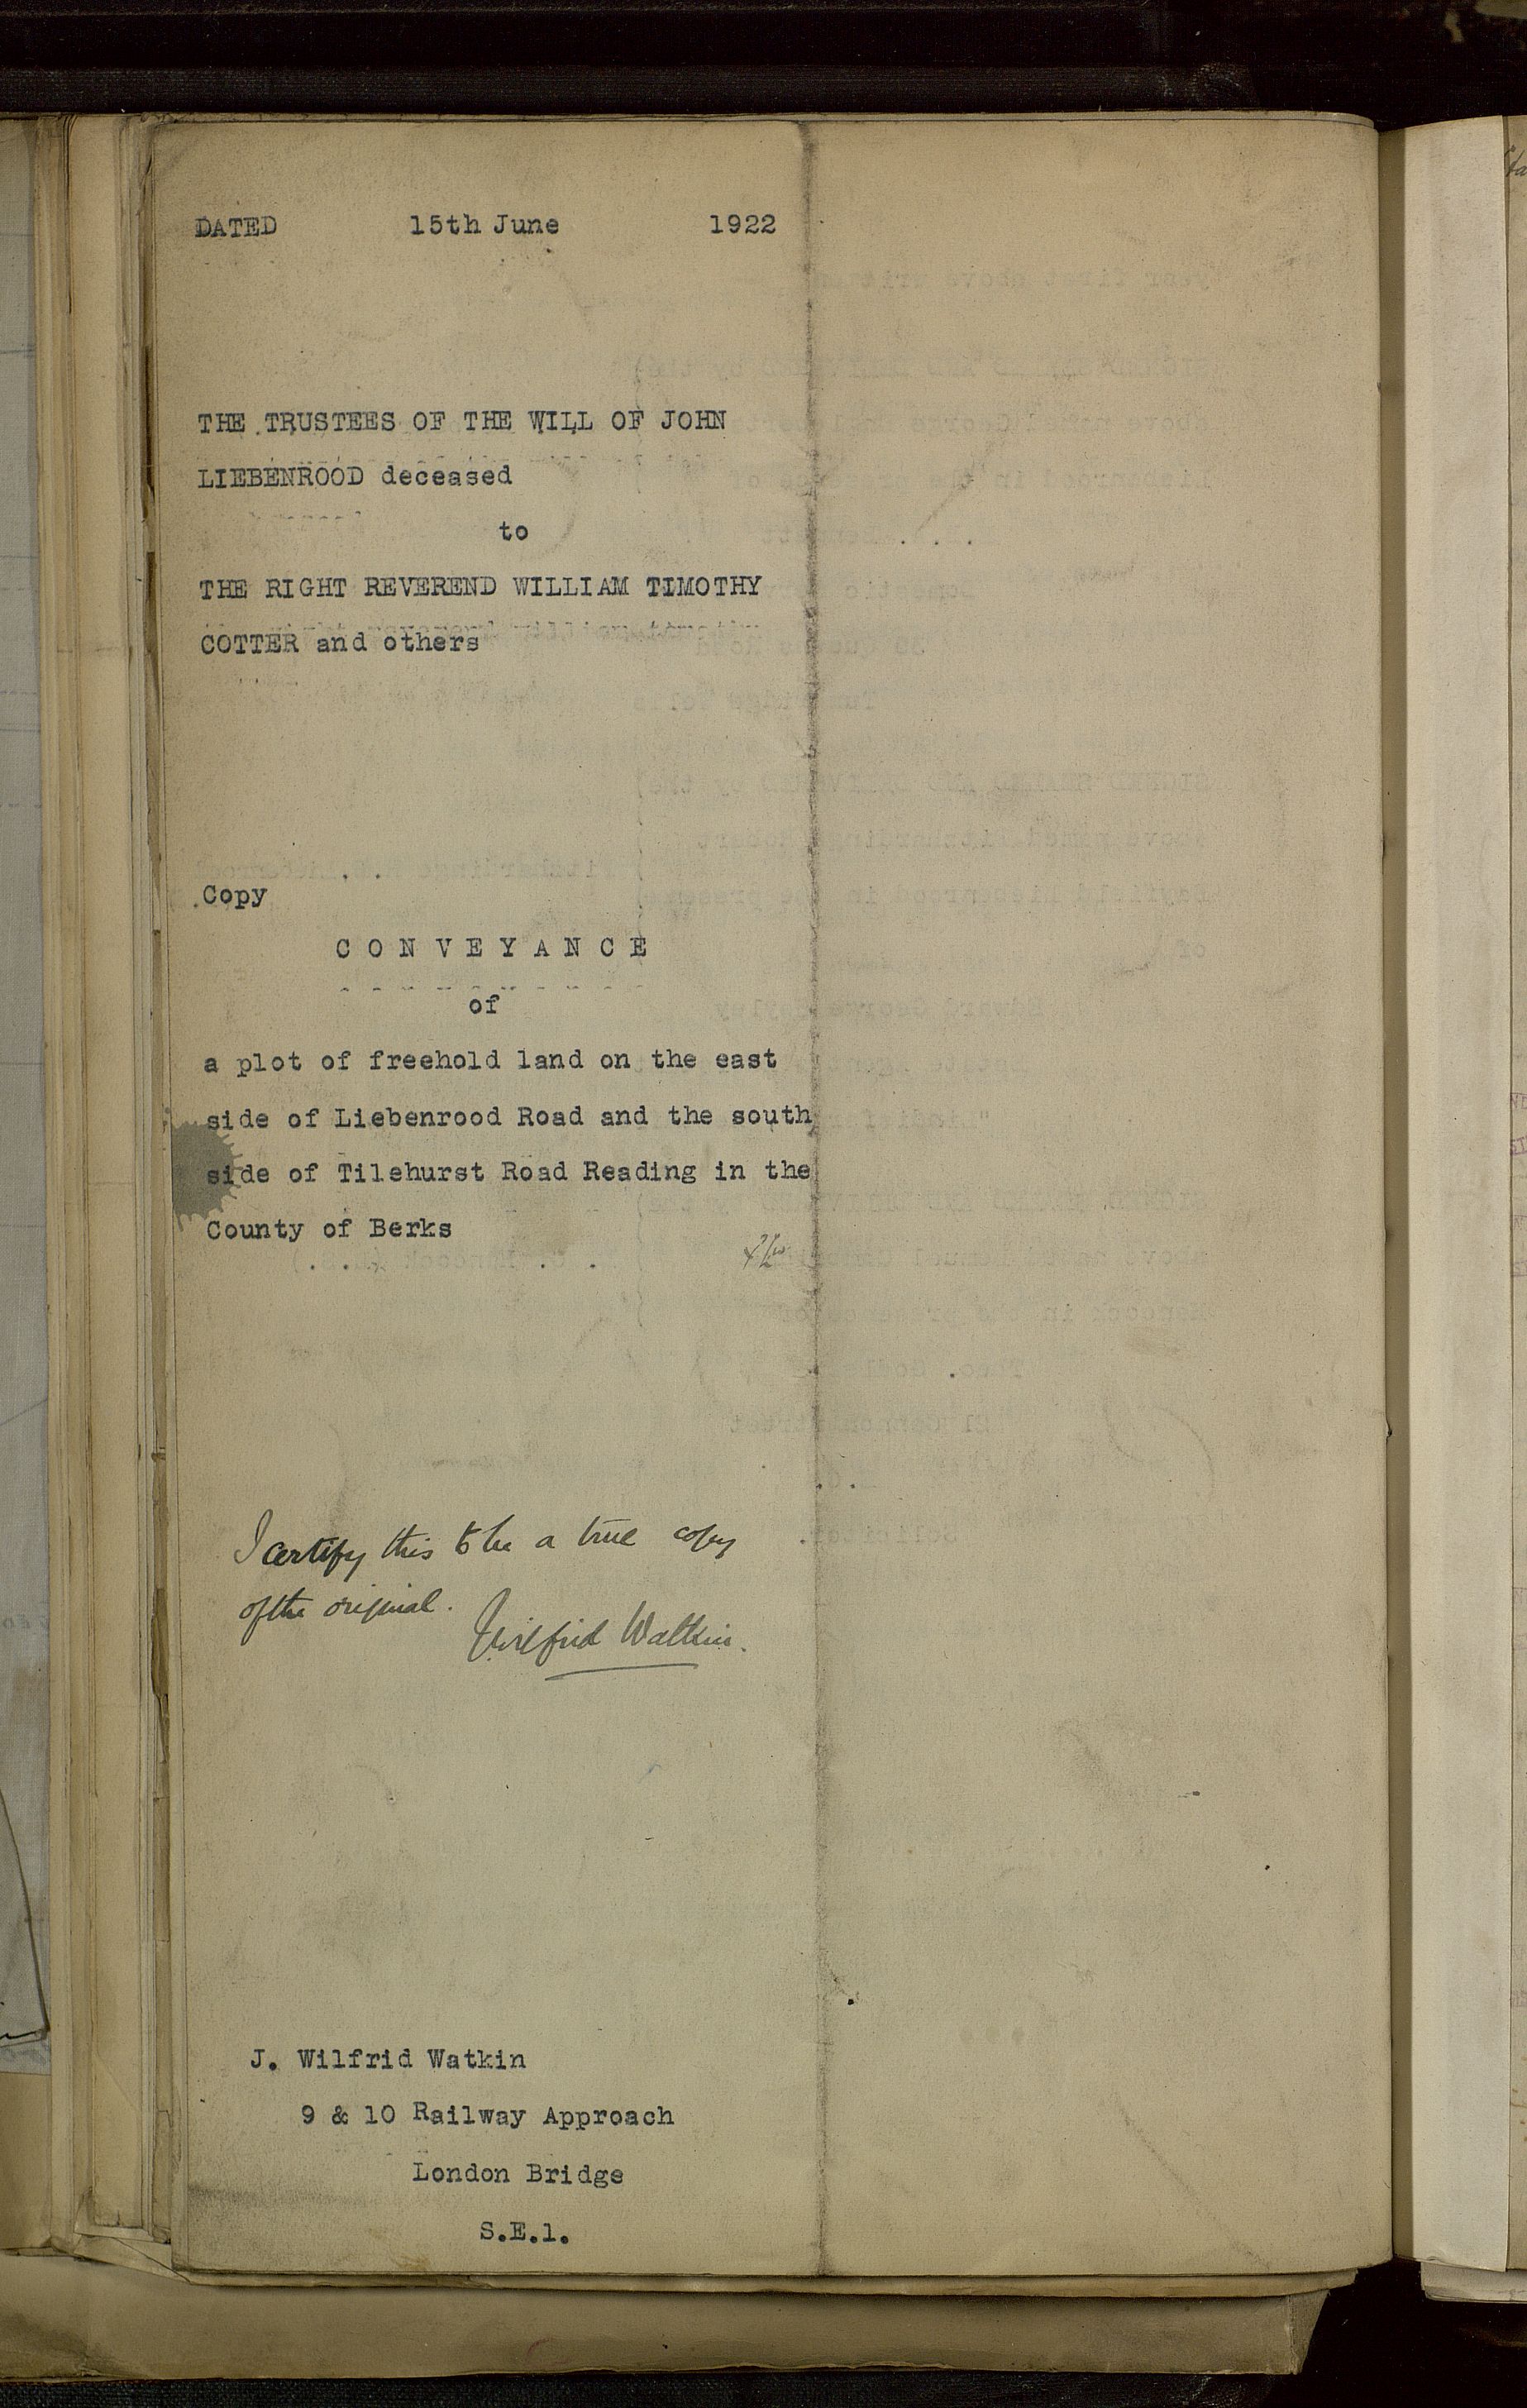 DATED 15th June 1922
THE TRUSTEES OF THE WILL OF JOHN
LIEBENROOD deceased
to
THE RIGHT REVEREND WILLIAM TIMOTHY
COTTER and others
Copy
C O N V E Y A N C E
of
a plot of freehold land on the east
side of Liebenrood Road and the south
side of Tilehurst Road Reading in the
County of Berks
I certify this to be a true copy
of the original.
Wilfrid Watkin.
J. Wilfrid Watkin
9 & 10 Railway Approach
London Bridge
S.E.1.